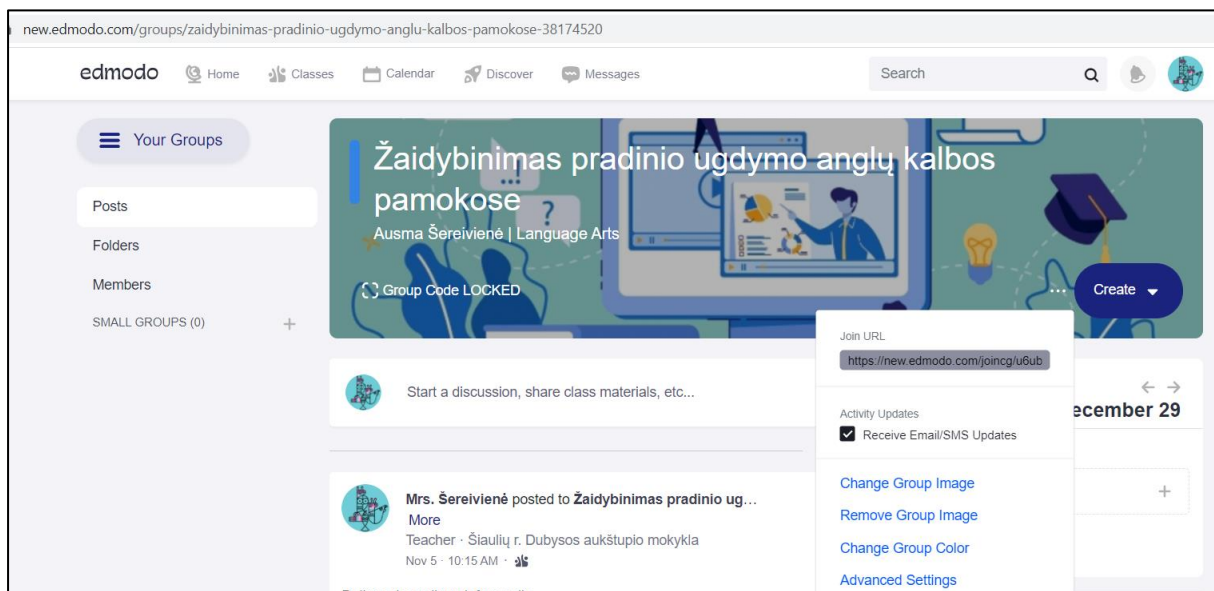 new.edmodo.com/groups/zaidybinimas-pradinio-ugdymo-anglu-kalbos-pamokose-38174520
edmodo Home Classes Calendar Discover Messages Search
Your Groups
Posts
Folders
Members
SMALL GROUPS (0) +
Žaidybinimas pradinio ugdymo anglų kalbos
pamokose
Ausma Šereivienė | Language Arts
Group Code LOCKED
... Create
Join URL
https://new.edmodo.com/joincg/u6ub
Activity Updates
Receive Email/SMS Updates
Change Group Image
Remove Group Image
Change Group Color
Advanced Settings
Start a discussion, share class materials, etc...
ecember 29
+
Mrs. Šereivienė posted to Žaidybinimas pradinio ug...
More
Teacher · Šiaulių r. Dubysos aukštupio mokykla
Nov 5 · 10:15 AM ·